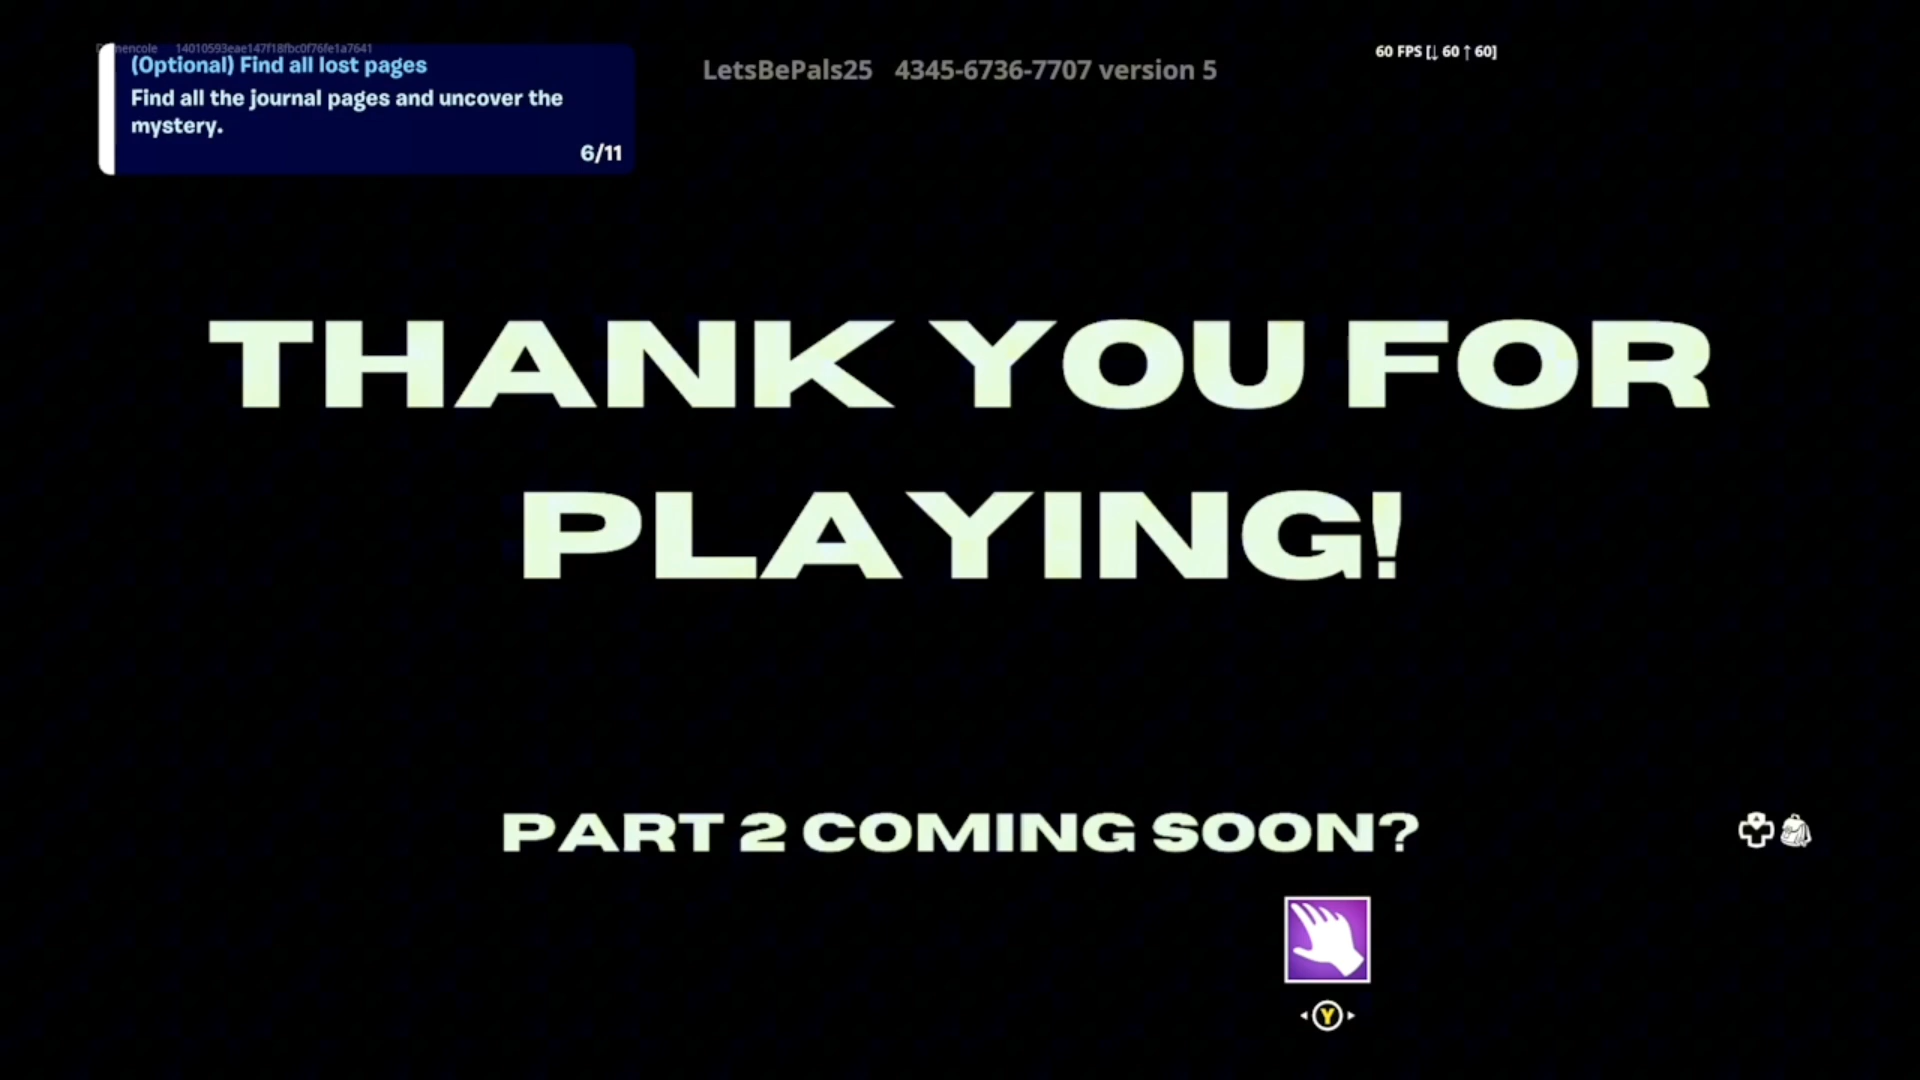 14010593eae147f18fbc0f76fe1a7641
(Optional) Find all lost pages
Find all the journal pages and uncover the
mystery.
6/11
LetsBePals25 4345-6736-7707 version 5
60 FPS [↓ 60 ↑ 60]
THANK YOU FOR
PLAYING!
PART 2 COMING SOON?
Y